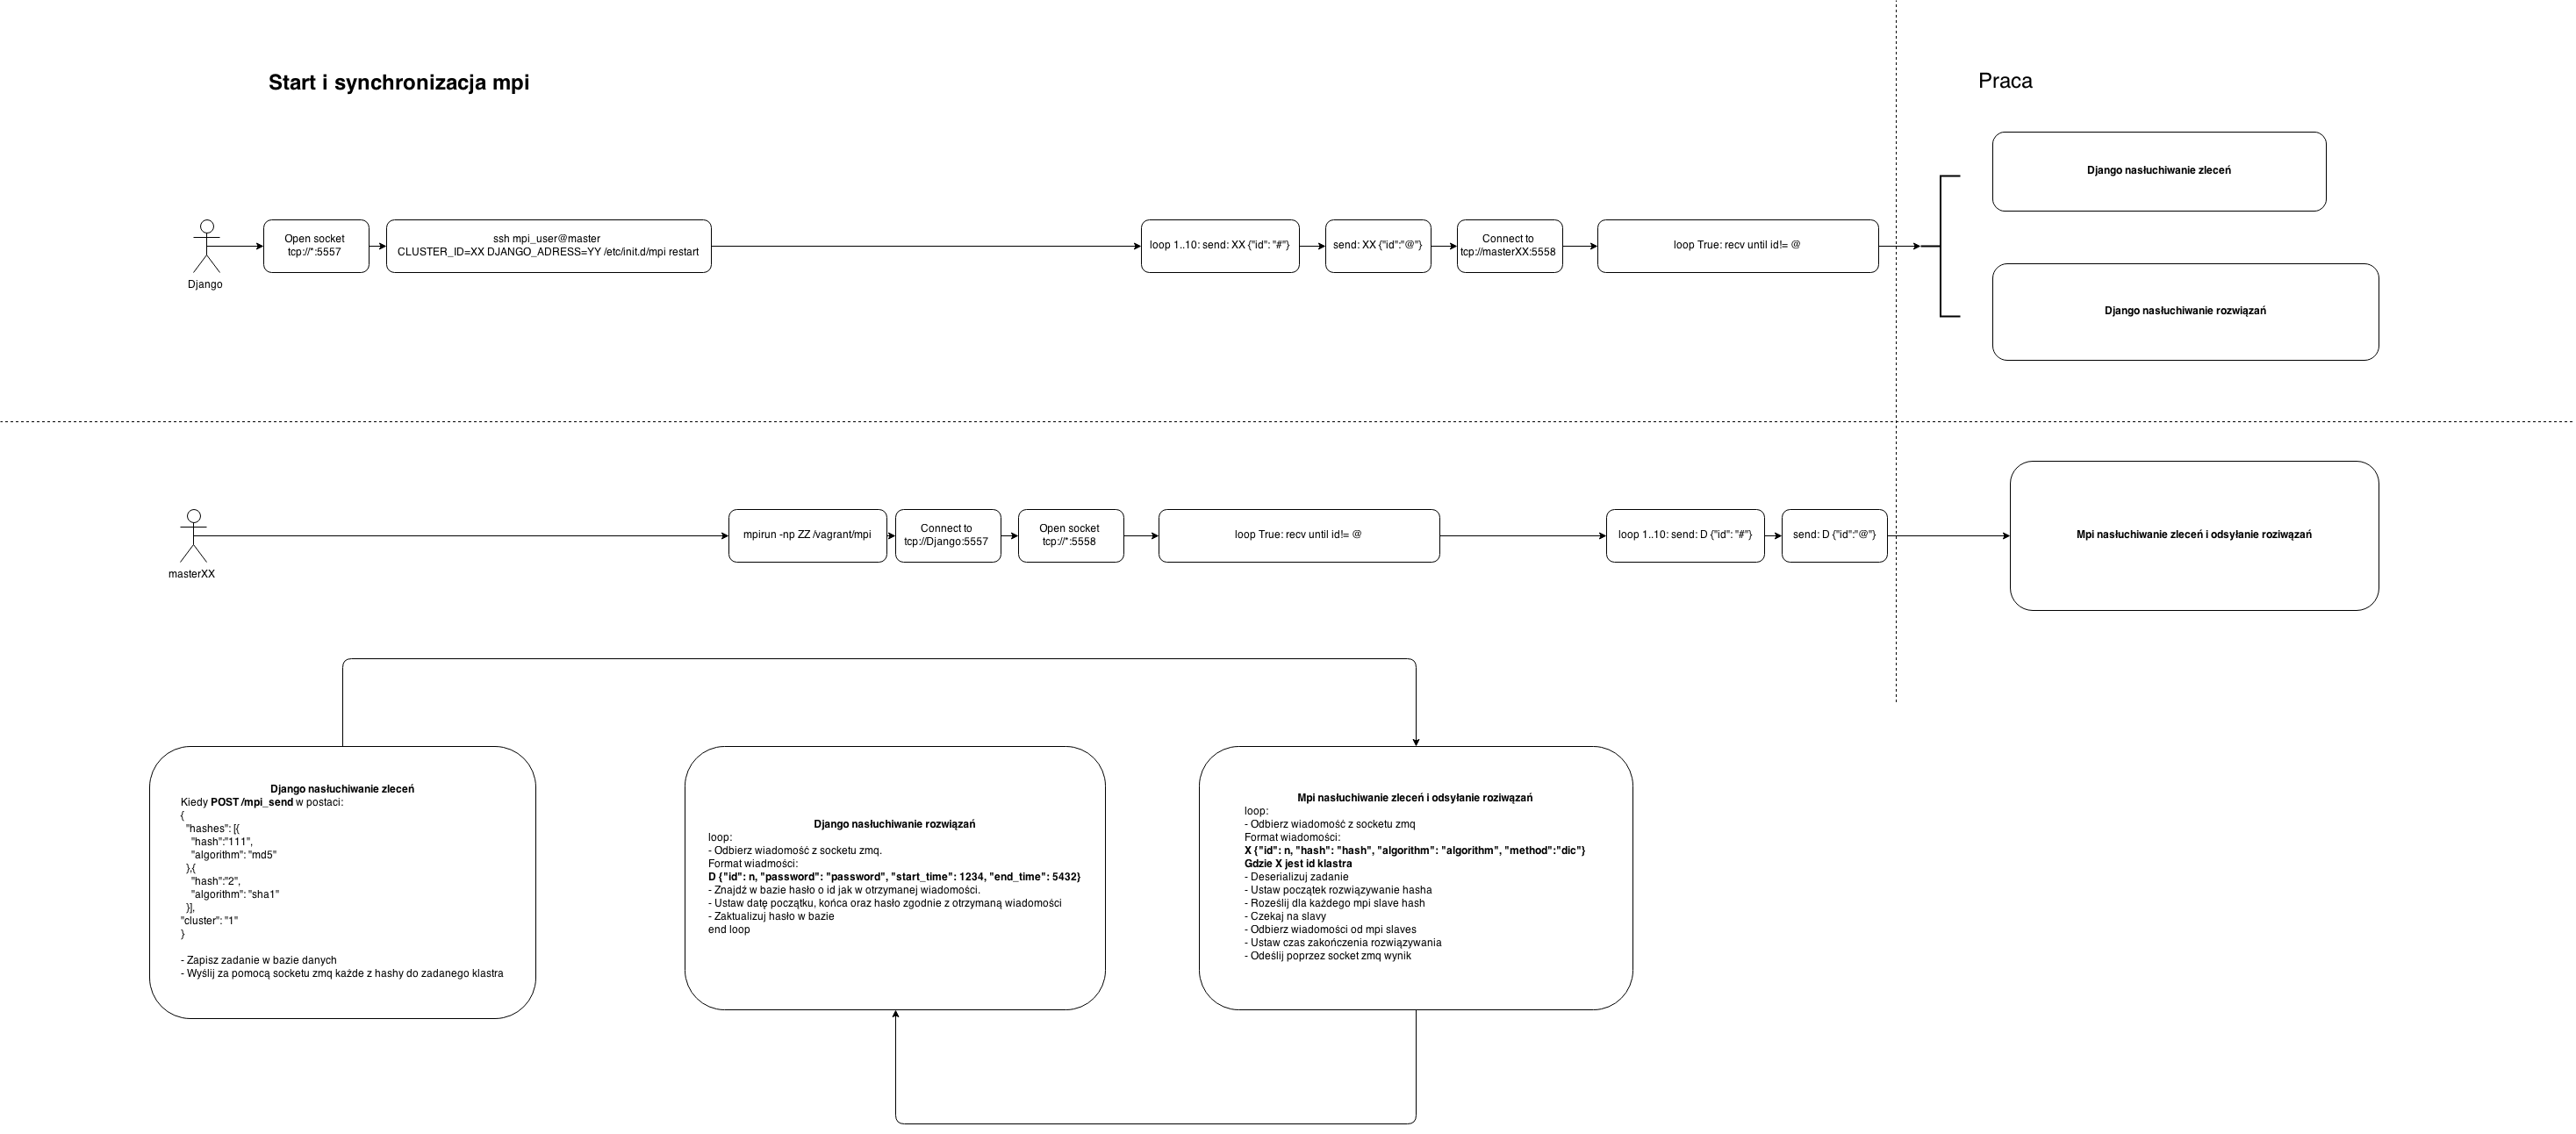 Start i synchronizacja mpi
Praca
Django nasłuchiwanie zleceń
Open socket
tcp://*:5557
ssh mpi_user@master
CLUSTER_ID=XX DJANGO_ADRESS=YY /etc/init.d/mpi restart
loop 1..10: send: XX {"id": "#"}
send: XX {"id":"@"}
Connect to
tcp://masterXX:5558
loop True: recv until id!= @
Django
Django nasłuchiwanie rozwiązań
mpirun -np ZZ /vagrant/mpi
Connect to
tcp://Django:5557
Open socket
tcp://*:5558
loop True: recv until id!= @
loop 1..10: send: D {"id": "#"}
send: D {"id":"@"}
Mpi nasłuchiwanie zleceń i odsyłanie roziwązań
masterXX
Django nasłuchiwanie zleceń
Kiedy POST /mpi_send w postaci:
{
"hashes": [{
"hash":"111",
"algorithm": "md5"
},{
"hash":"2",
"algorithm": "sha1"
}],
"cluster": "1"
}
- Zapisz zadanie w bazie danych
- Wyślij za pomocą socketu zmq każde z hashy do zadanego klastra
Django nasłuchiwanie rozwiązań
loop:
- Odbierz wiadomość z socketu zmq.
Format wiadmości:
D {"id": n, "password": "password", "start_time": 1234, "end_time": 5432}
- Znajdź w bazie hasło o id jak w otrzymanej wiadomości.
- Ustaw datę początku, końca oraz hasło zgodnie z otrzymaną wiadomości
- Zaktualizuj hasło w bazie
end loop
Mpi nasłuchiwanie zleceń i odsyłanie roziwązań
loop:
- Odbierz wiadomość z socketu zmq
Format wiadomości:
X {"id": n, "hash": "hash", "algorithm": "algorithm", "method":"dic"}
Gdzie X jest id klastra
- Deserializuj zadanie
- Ustaw początek rozwiązywanie hasha
- Roześlij dla każdego mpi slave hash
- Czekaj na slavy
- Odbierz wiadomości od mpi slaves
- Ustaw czas zakończenia rozwiązywania
- Odeślij poprzez socket zmq wynik